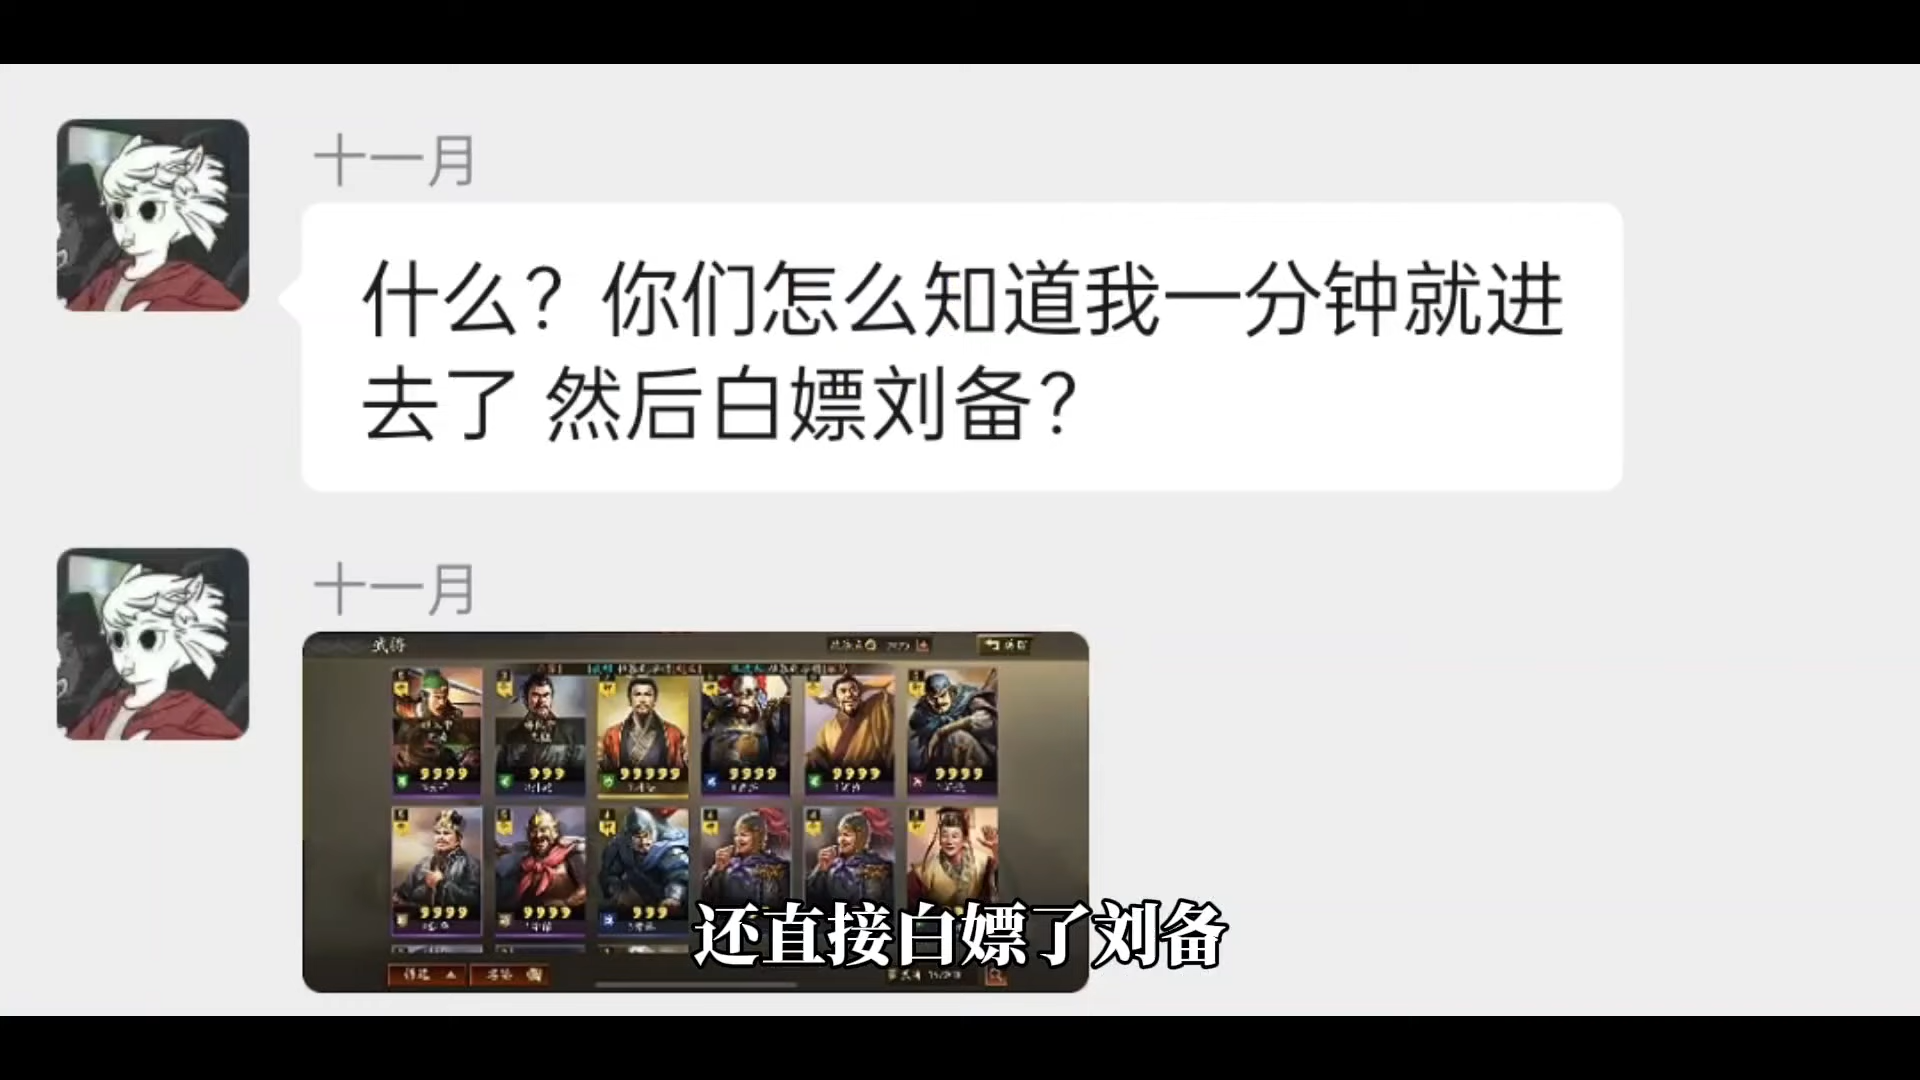 十一月
什么？你们怎么知道我一分钟就进
去了 然后白嫖刘备？
十一月
武将
还直接白嫖了刘备